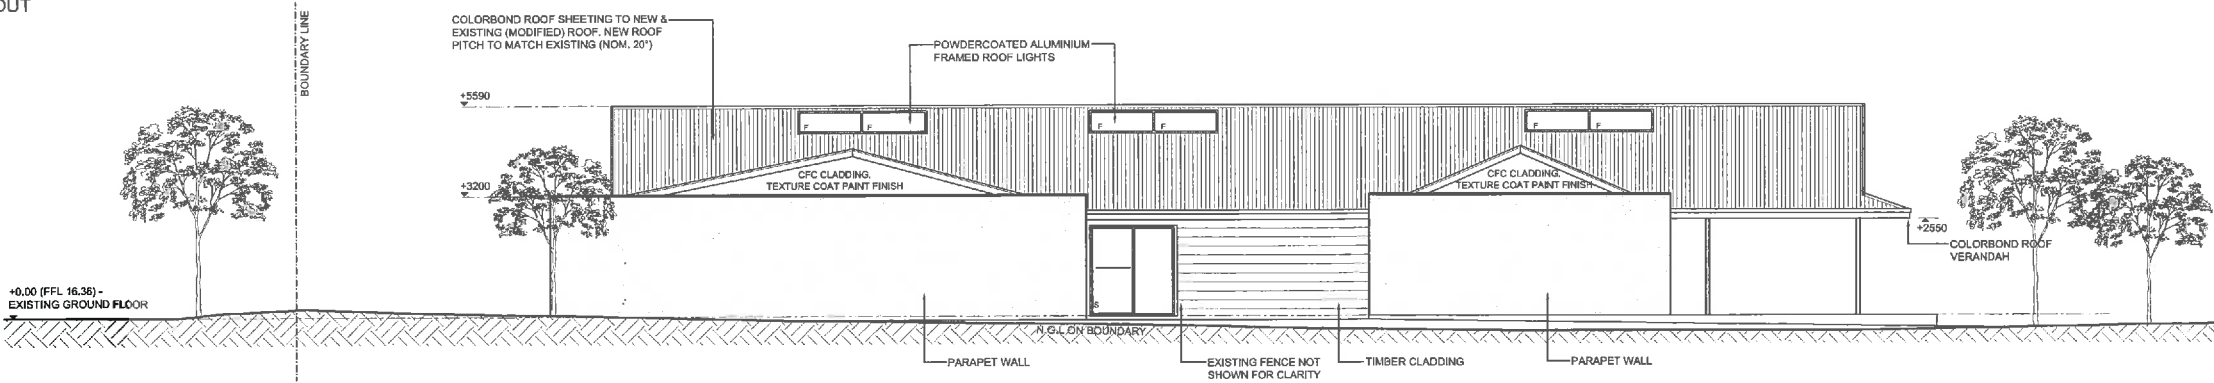 OUT
BOUNDARY LINE
COLORBOND ROOF SHEETING TO NEW &
EXISTING (MODIFIED) ROOF. NEW ROOF
PITCH TO MATCH EXISTING (NOM. 20°)
POWDERCOATED ALUMINIUM
FRAMED ROOF LIGHTS
+5590
F F
F F
F F
+3200
CFC CLADDING.
TEXTURE COAT PAINT FINISH
CFC CLADDING.
TEXTURE COAT PAINT FINISH
+2550
COLORBOND ROOF
VERANDAH
+0.00 (FFL 16.36) -
EXISTING GROUND FLOOR
S
N.G.L ON BOUNDARY
PARAPET WALL
EXISTING FENCE NOT
SHOWN FOR CLARITY
TIMBER CLADDING
PARAPET WALL